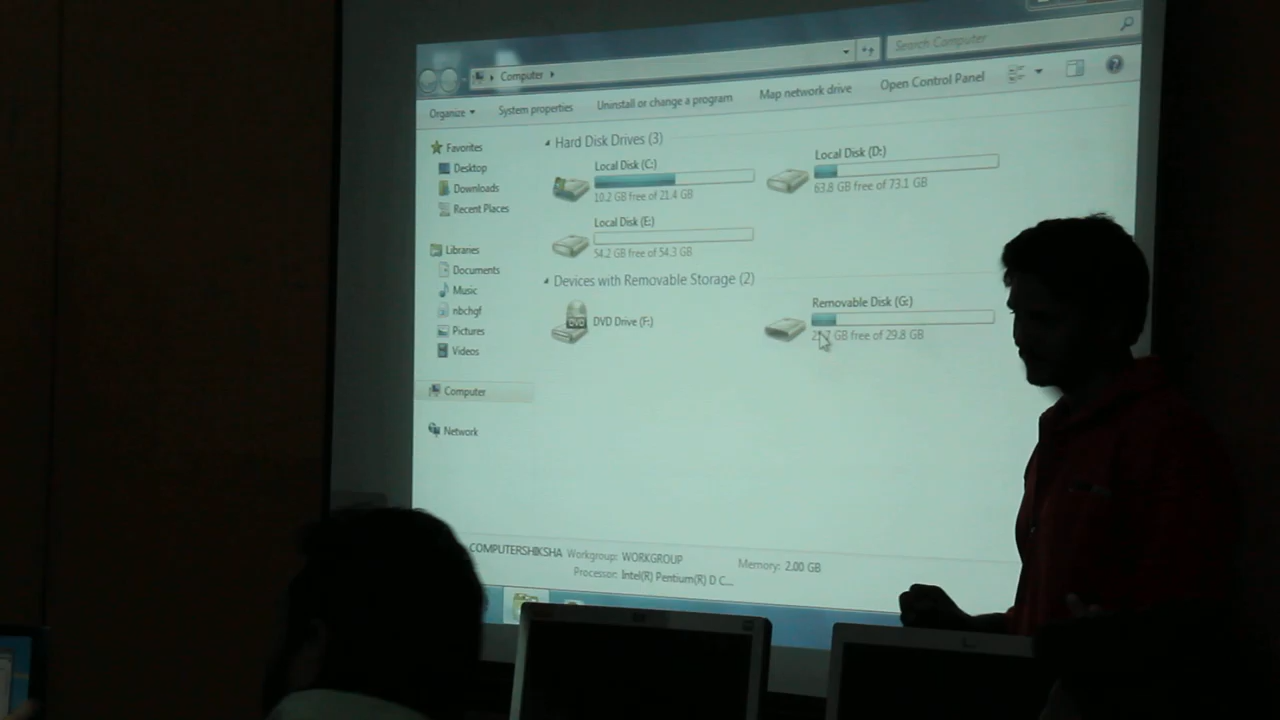 Computer
Search Computer
Organize
System properties
Uninstall or change a program
Map network drive
Open Control Panel
Favorites
Desktop
Downloads
Recent Places
Libraries
Documents
Music
nbchgf
Pictures
Videos
Computer
Network
Hard Disk Drives (3)
Local Disk (C:)
10.2 GB free of 21.4 GB
Local Disk (D:)
63.8 GB free of 73.1 GB
Local Disk (E:)
54.2 GB free of 54.3 GB
Devices with Removable Storage (2)
DVD
DVD Drive (F:)
Removable Disk (G:)
GB free of 29.8 GB
COMPUTERSHIKSHA Workgroup: WORKGROUP
Memory: 2.00 GB
Processor: Intel(R) Pentium(R) D C...